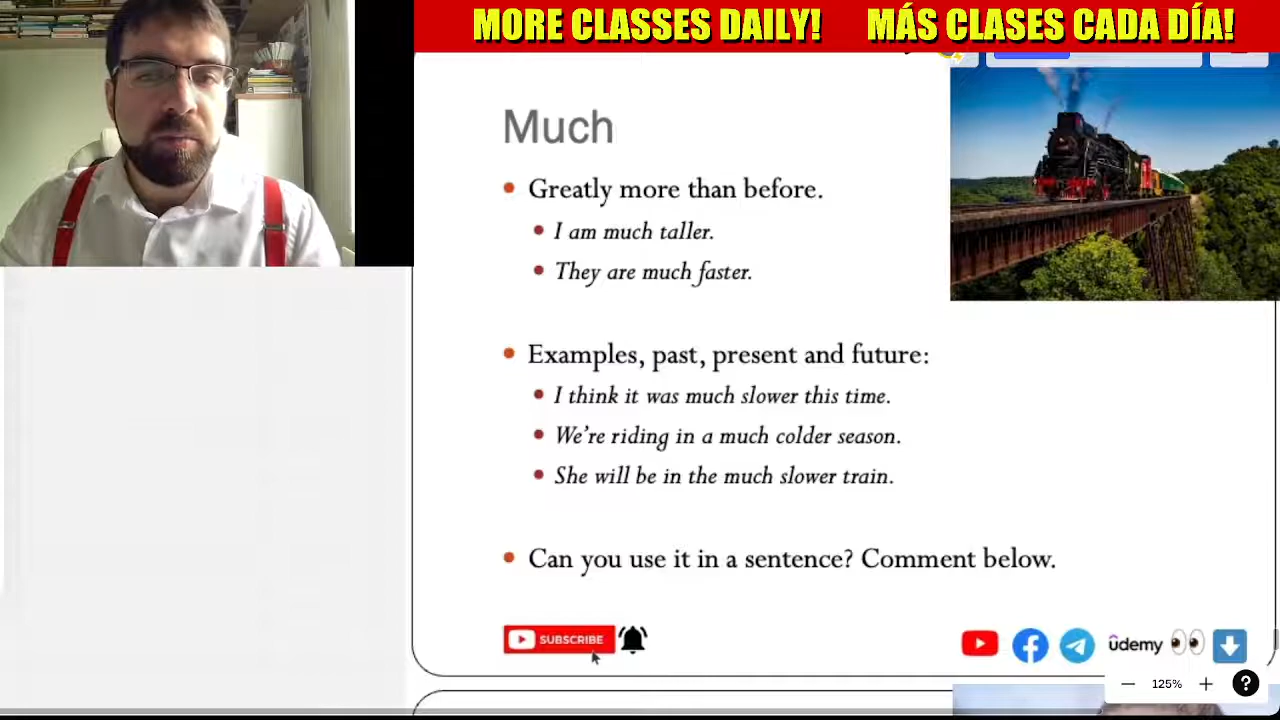 MORE CLASSES DAILY! MÁS CLASES CADA DÍA!
Much
Greatly more than before.
I am much taller.
They are much faster.
Examples, past, present and future:
I think it was much slower this time.
We're riding in a much colder season.
She will be in the much slower train.
Can you use it in a sentence? Comment below.
SUBSCRIBE
ûdemy
125%